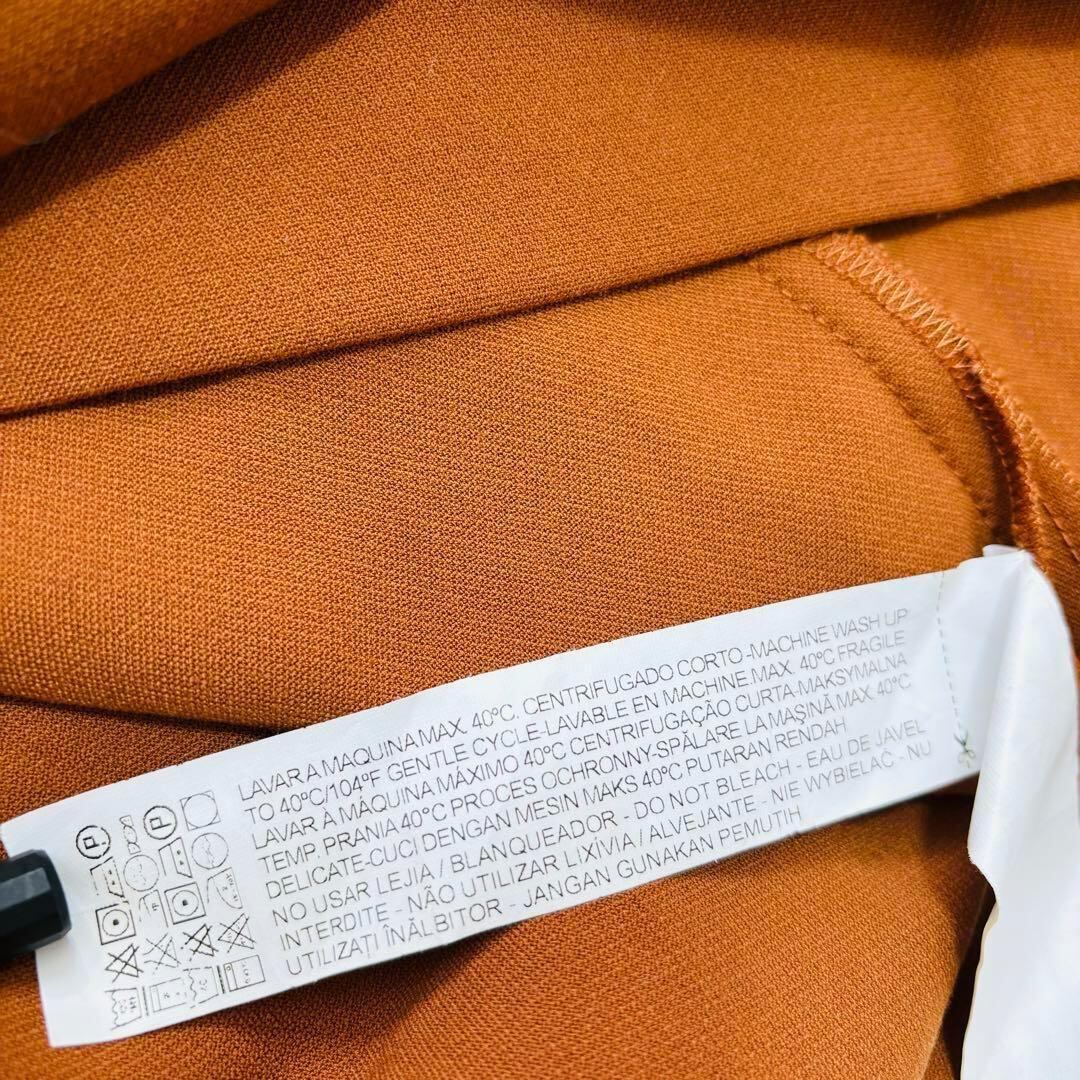 LAVAR A MAQUINA MAX. 40°C. CENTRIFUGADO CORTO-MACHINE WASH UP
TO 40°C/104°F GENTLE CYCLE-LAVABLE EN MACHINE.MAX. 40°C FRAGILE
LAVAR À MÁQUINA MÁXIMO 40°C CENTRIFUGAÇÃO CURTA-MAKSYMALNA
TEMP. PRANIA 40°C PROCES OCHRONNY-SPĂLARE LA MAŞINĂ MAX. 40°C
DELICATE-CUCI DENGAN MESIN MAKS 40°C PUTARAN RENDAH
NO USAR LEJIA / BLANQUEADOR - DO NOT BLEACH - EAU DE JAVEL
INTERDITE - NÃO UTILIZAR LIXÍVIA / ALVEJANTE - NIE WYBIELAČ - NU
UTILIZAȚI ÎNĂLBITOR - JANGAN GUNAKAN PEMUTIH